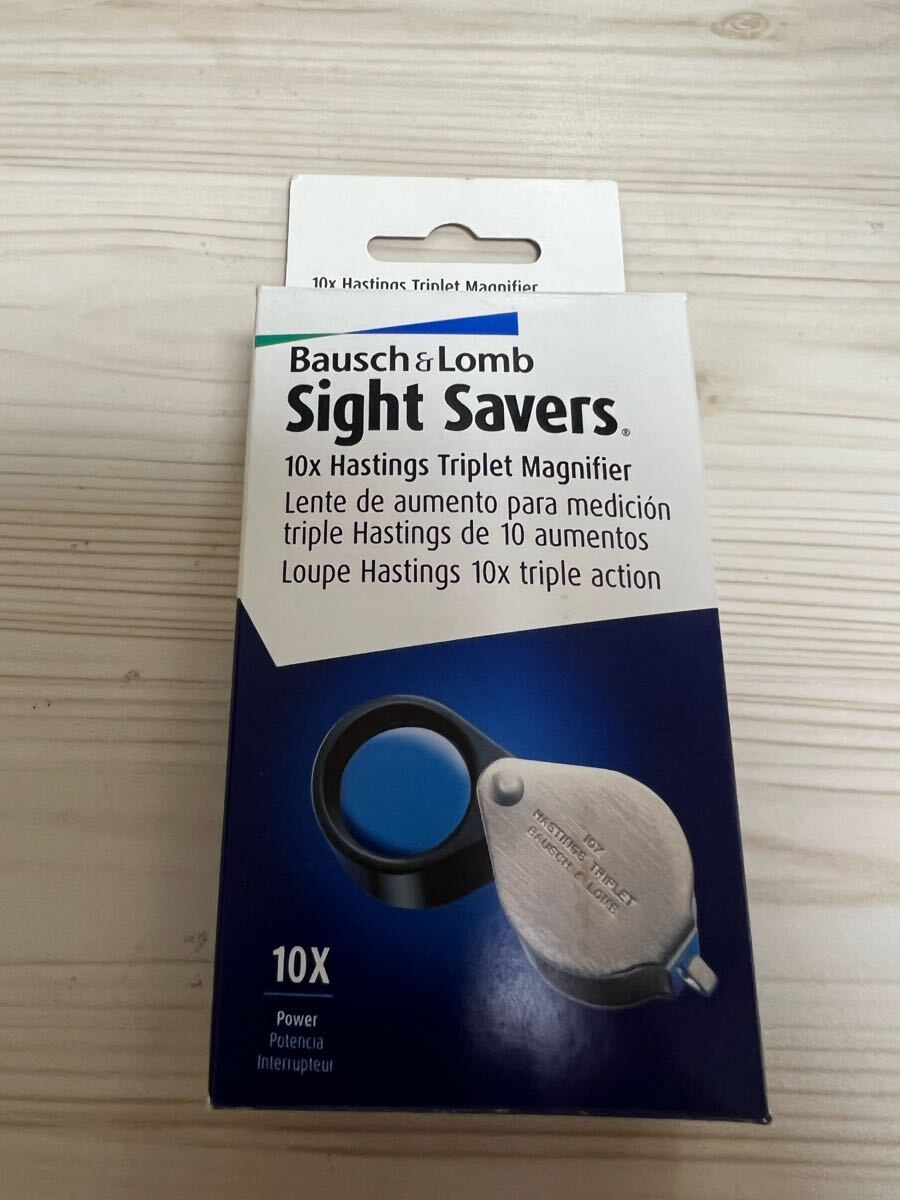 10x Hastings Triplet Magnifier
Bausch & Lomb
Sight Savers®
10x Hastings Triplet Magnifier
Lente de aumento para medición
triple Hastings de 10 aumentos
Loupe Hastings 10x triple action
10X
HASTINGS TRIPLET
BAUSCH & LOMB
10X
Power
Potencia
Interrupteur